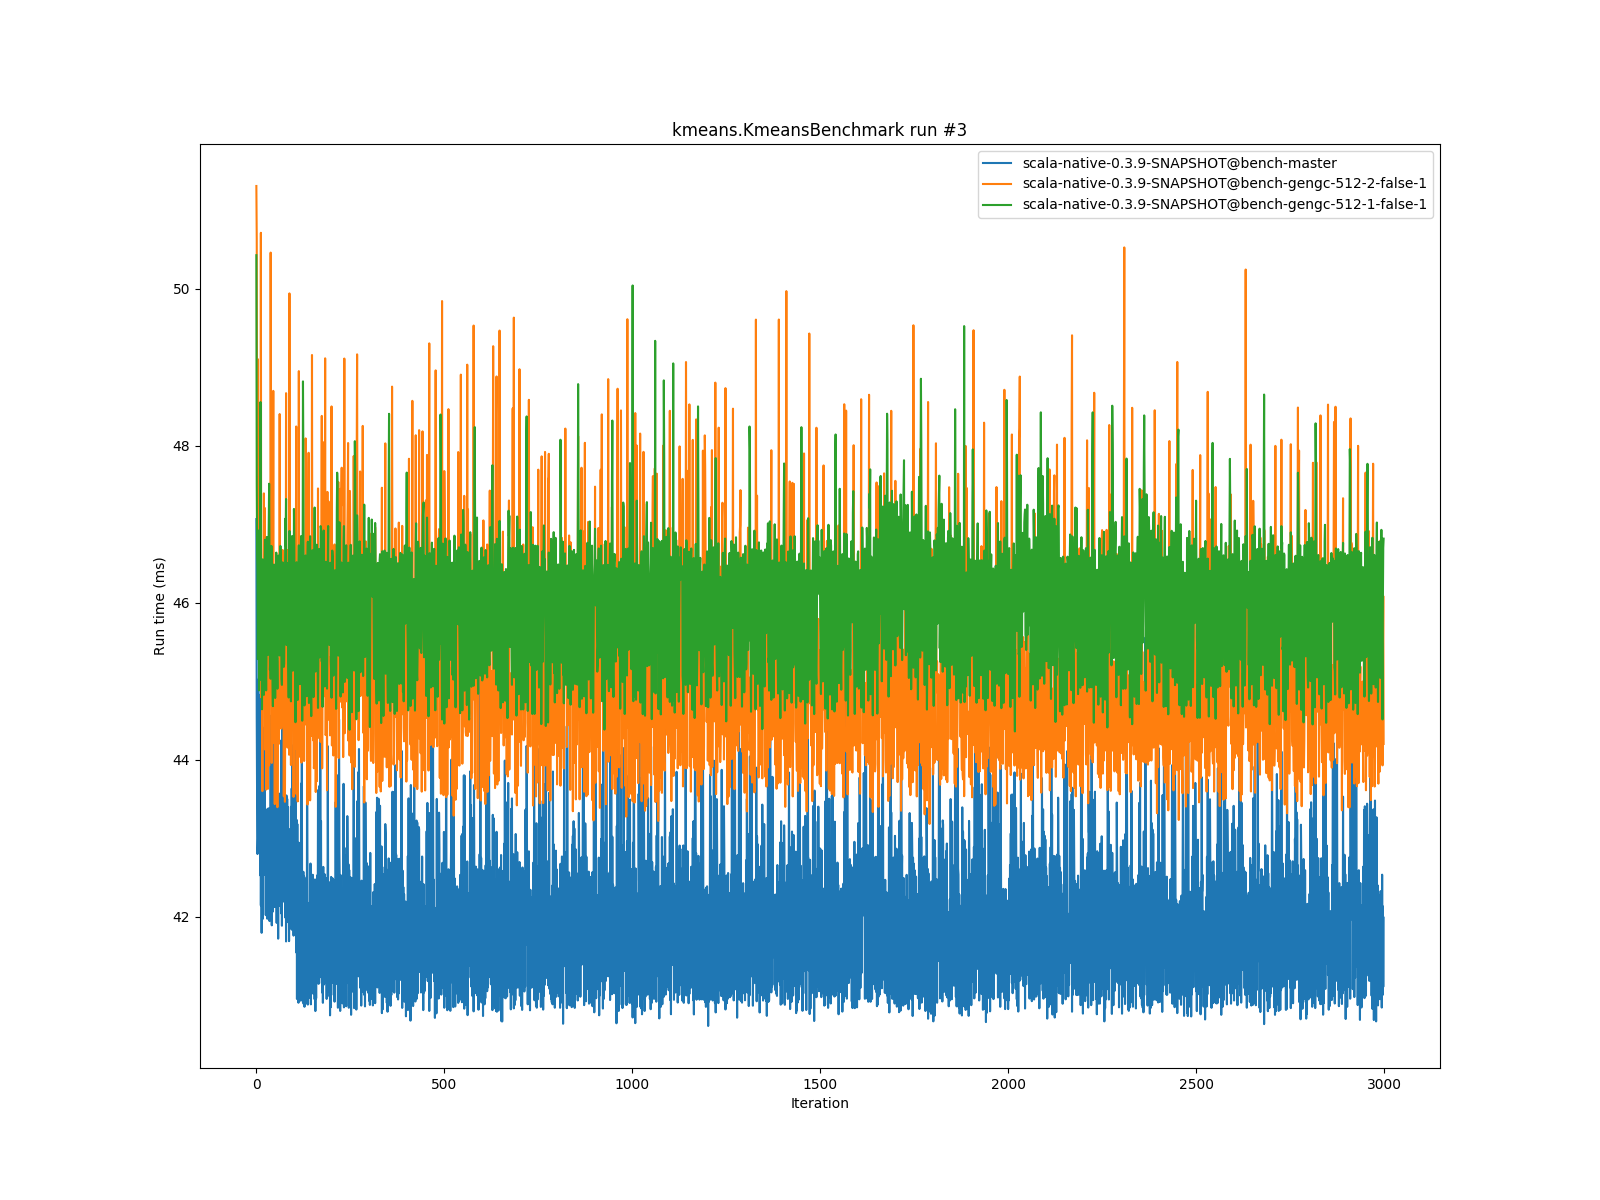 kmeans.KmeansBenchmark run #3
scala-native-0.3.9-SNAPSHOT@bench-master
scala-native-0.3.9-SNAPSHOT@bench-gengc-512-2-false-1
scala-native-0.3.9-SNAPSHOT@bench-gengc-512-1-false-1
Run time (ms)
50
48
46
44
42
0 500 1000 1500 2000 2500 3000
Iteration